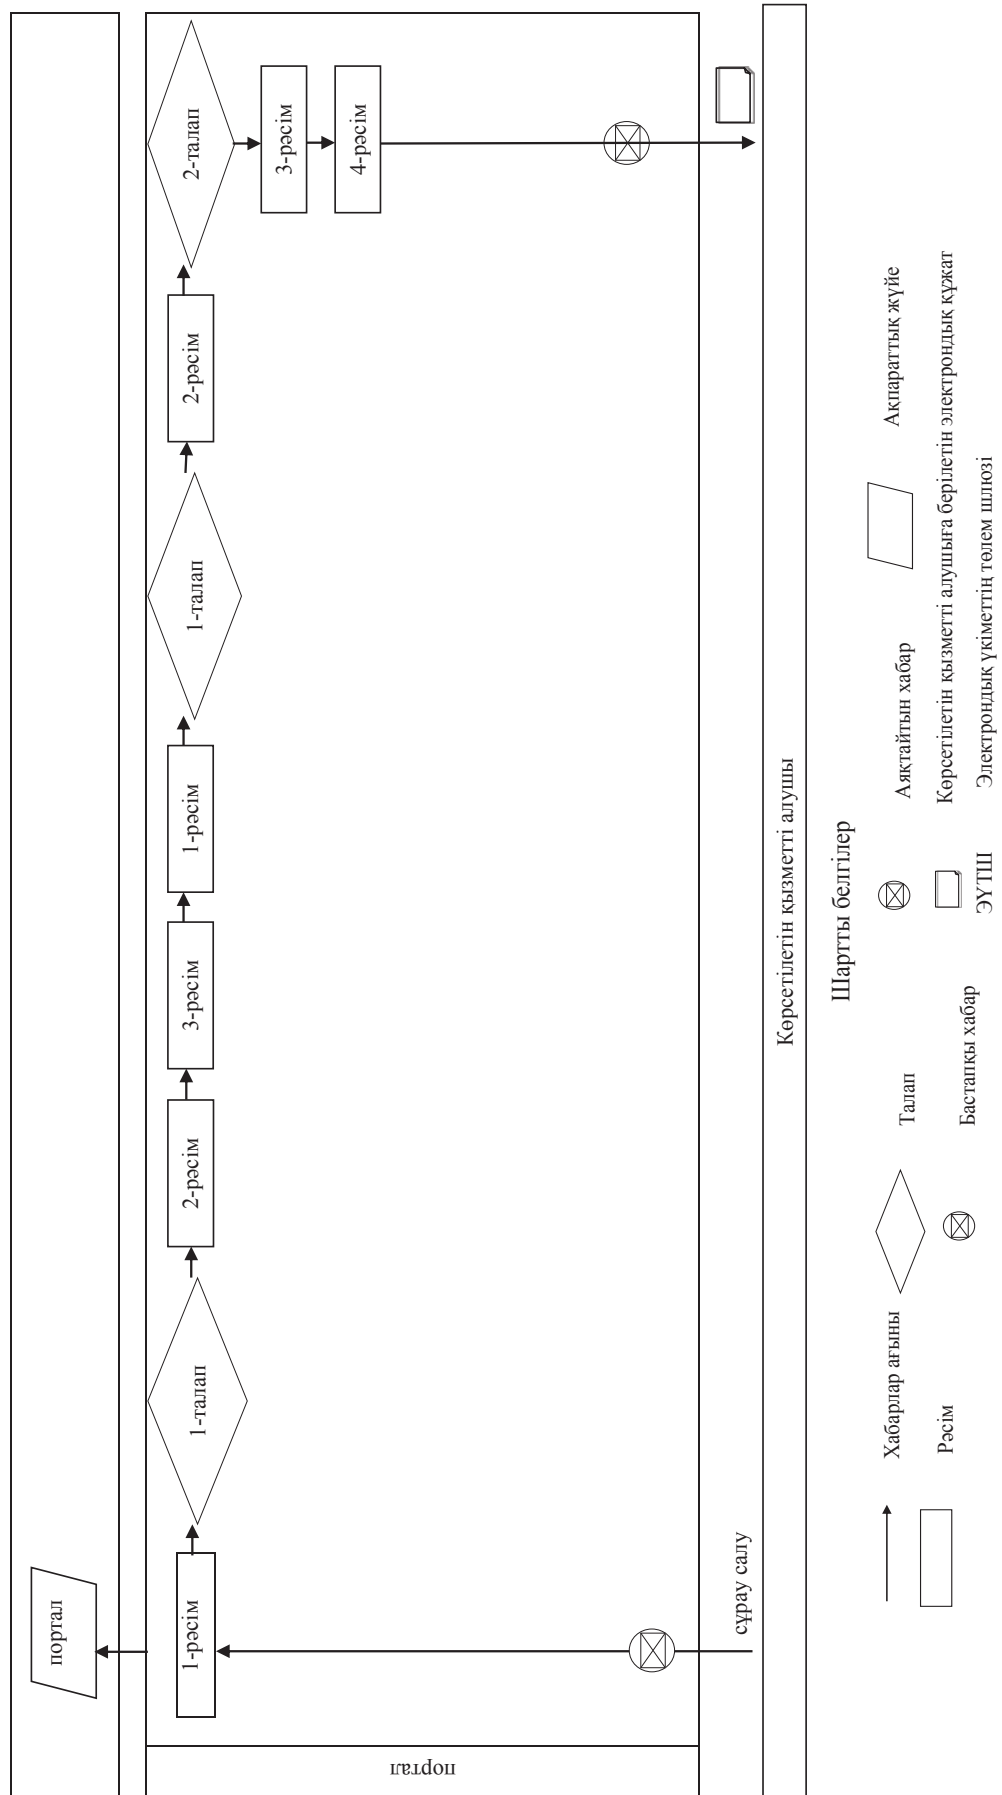 портал
портал
1-рәсім
1-талап
2-рәсім
3-рәсім
1-рәсім
1-талап
2-рәсім
2-талап
3-рәсім
4-рәсім
сұрау салу
Көрсетілетін қызметті алушы
Шартты белгілер
Хабарлар ағыны
Талап
Аяқтайтын хабар
Ақпараттық жүйе
Рәсім
Бастапқы хабар
Көрсетілетін қызметті алушыға берілетін электрондық құжат
ЭҮТШ
Электрондық үкіметтің төлем шлюзі